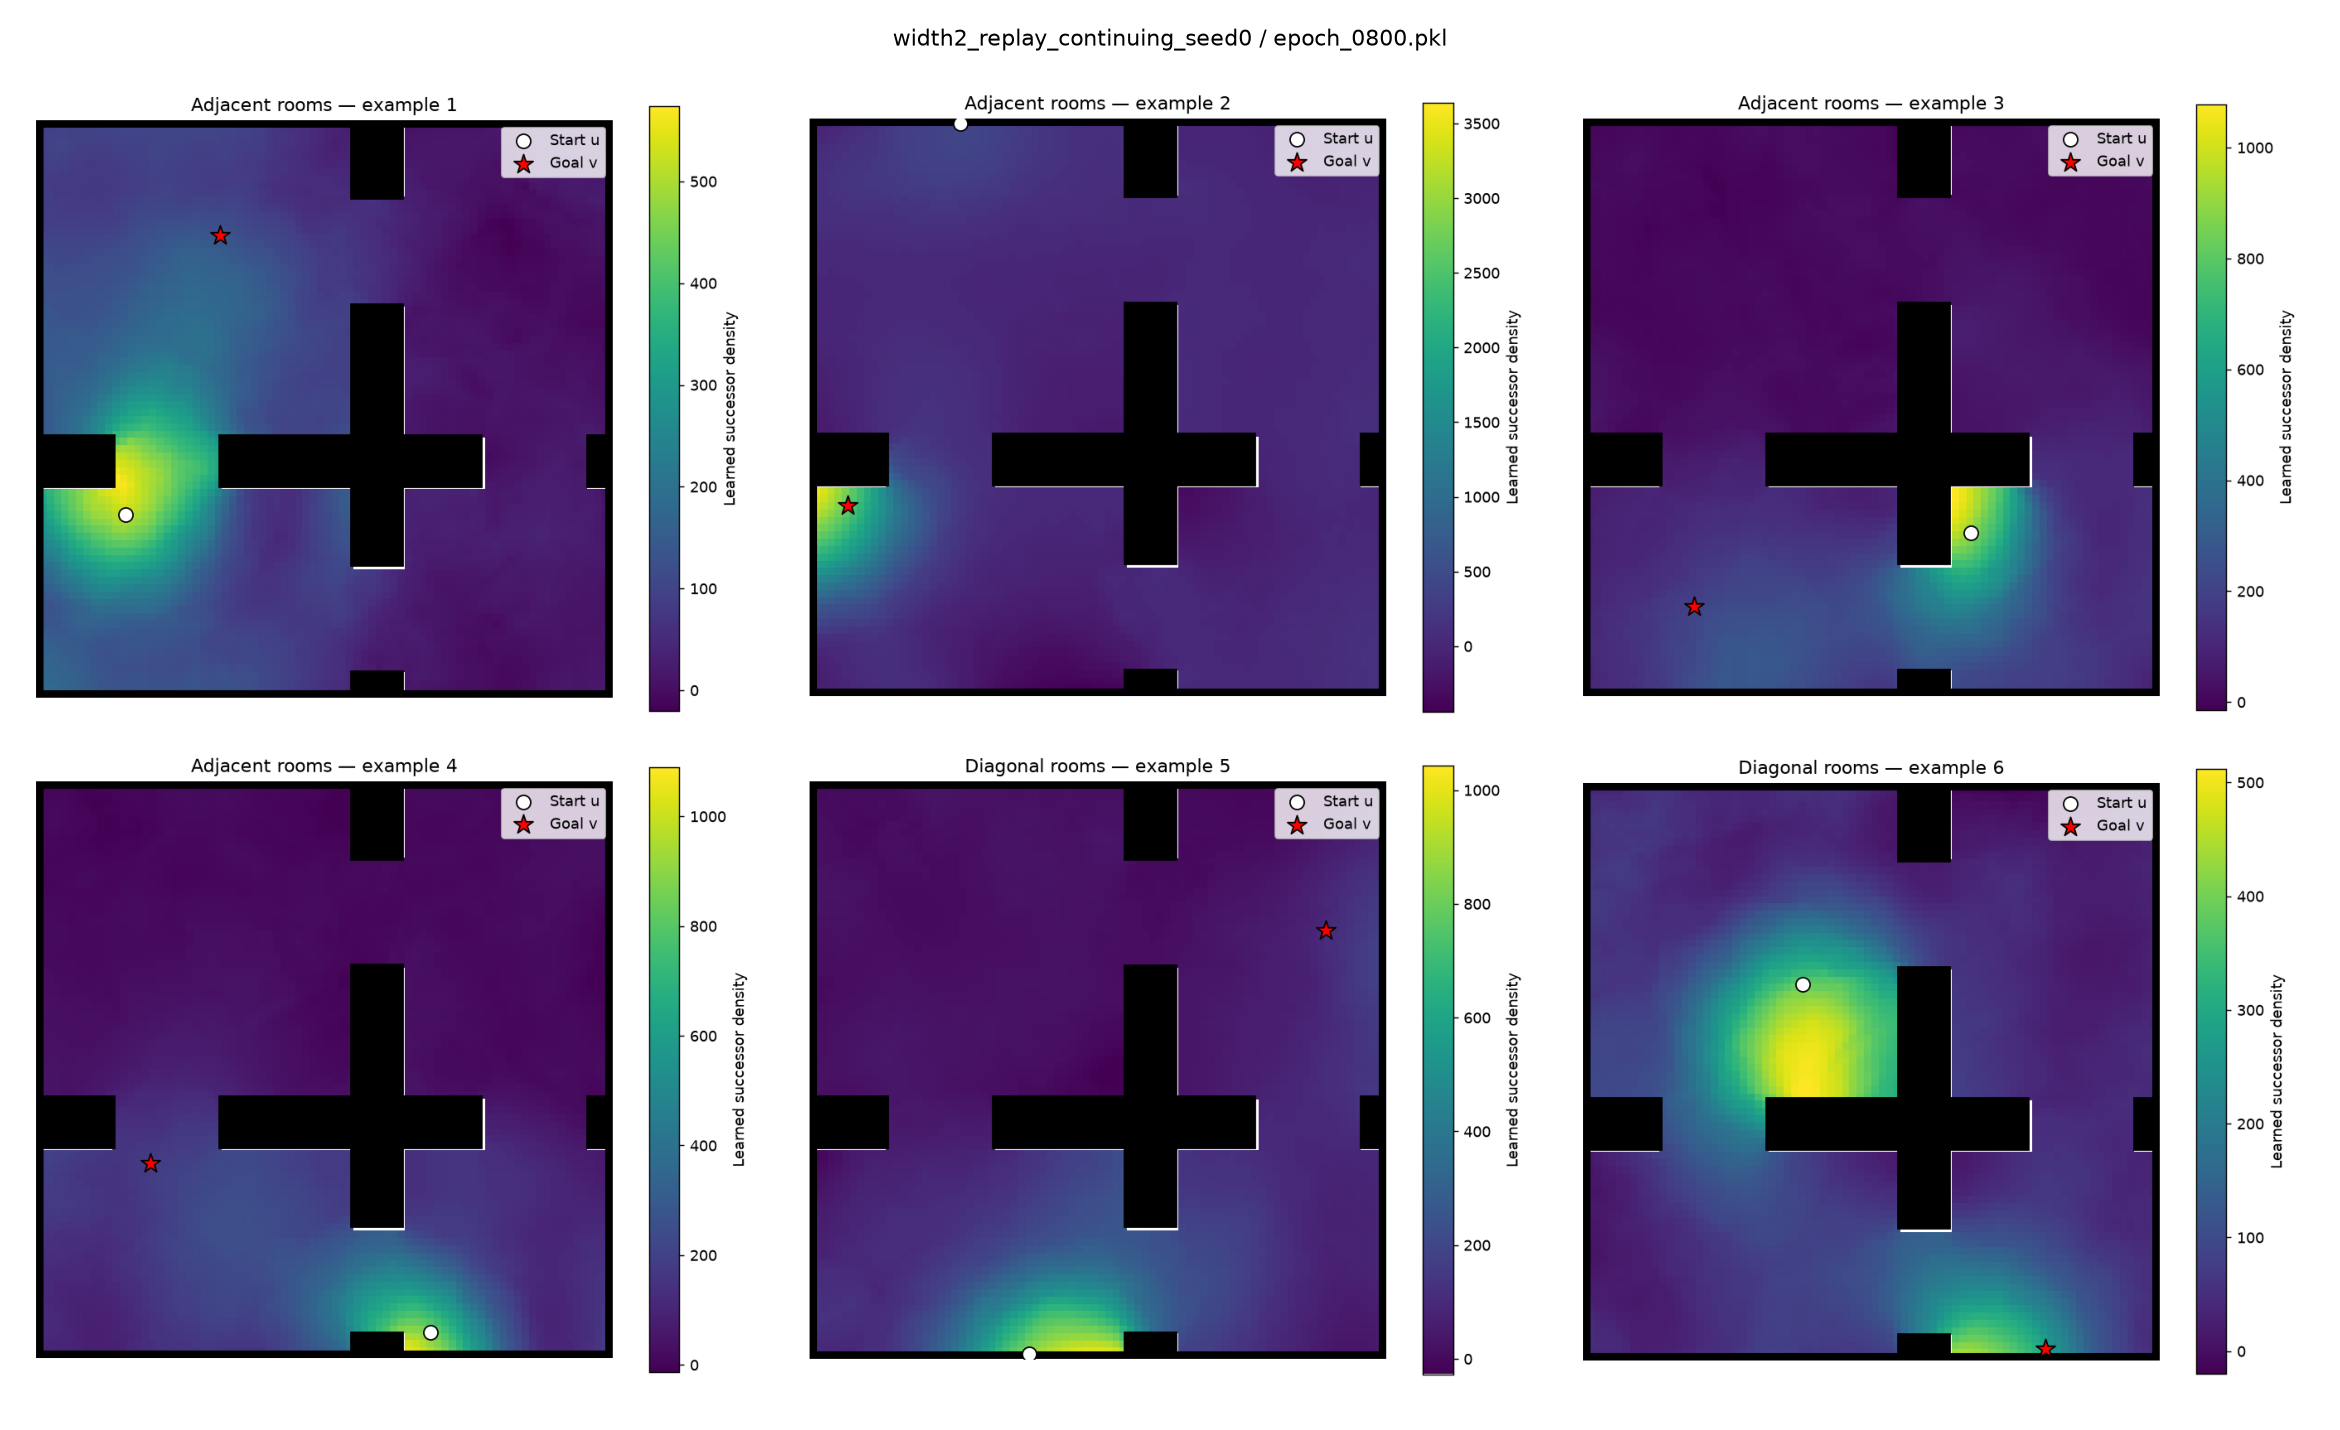 width2_replay_continuing_seed0 / epoch_0800.pkl
Adjacent rooms — example 1
Start u
Goal v
500
400
300
200
100
0
Learned successor density
Adjacent rooms — example 2
Start u
Goal v
3500
3000
2500
2000
1500
1000
500
0
Learned successor density
Adjacent rooms — example 3
Start u
Goal v
1000
800
600
400
200
0
Learned successor density
Adjacent rooms — example 4
Start u
Goal v
1000
800
600
400
200
0
Learned successor density
Diagonal rooms — example 5
Start u
Goal v
1000
800
600
400
200
0
Learned successor density
Diagonal rooms — example 6
Start u
Goal v
500
400
300
200
100
0
Learned successor density